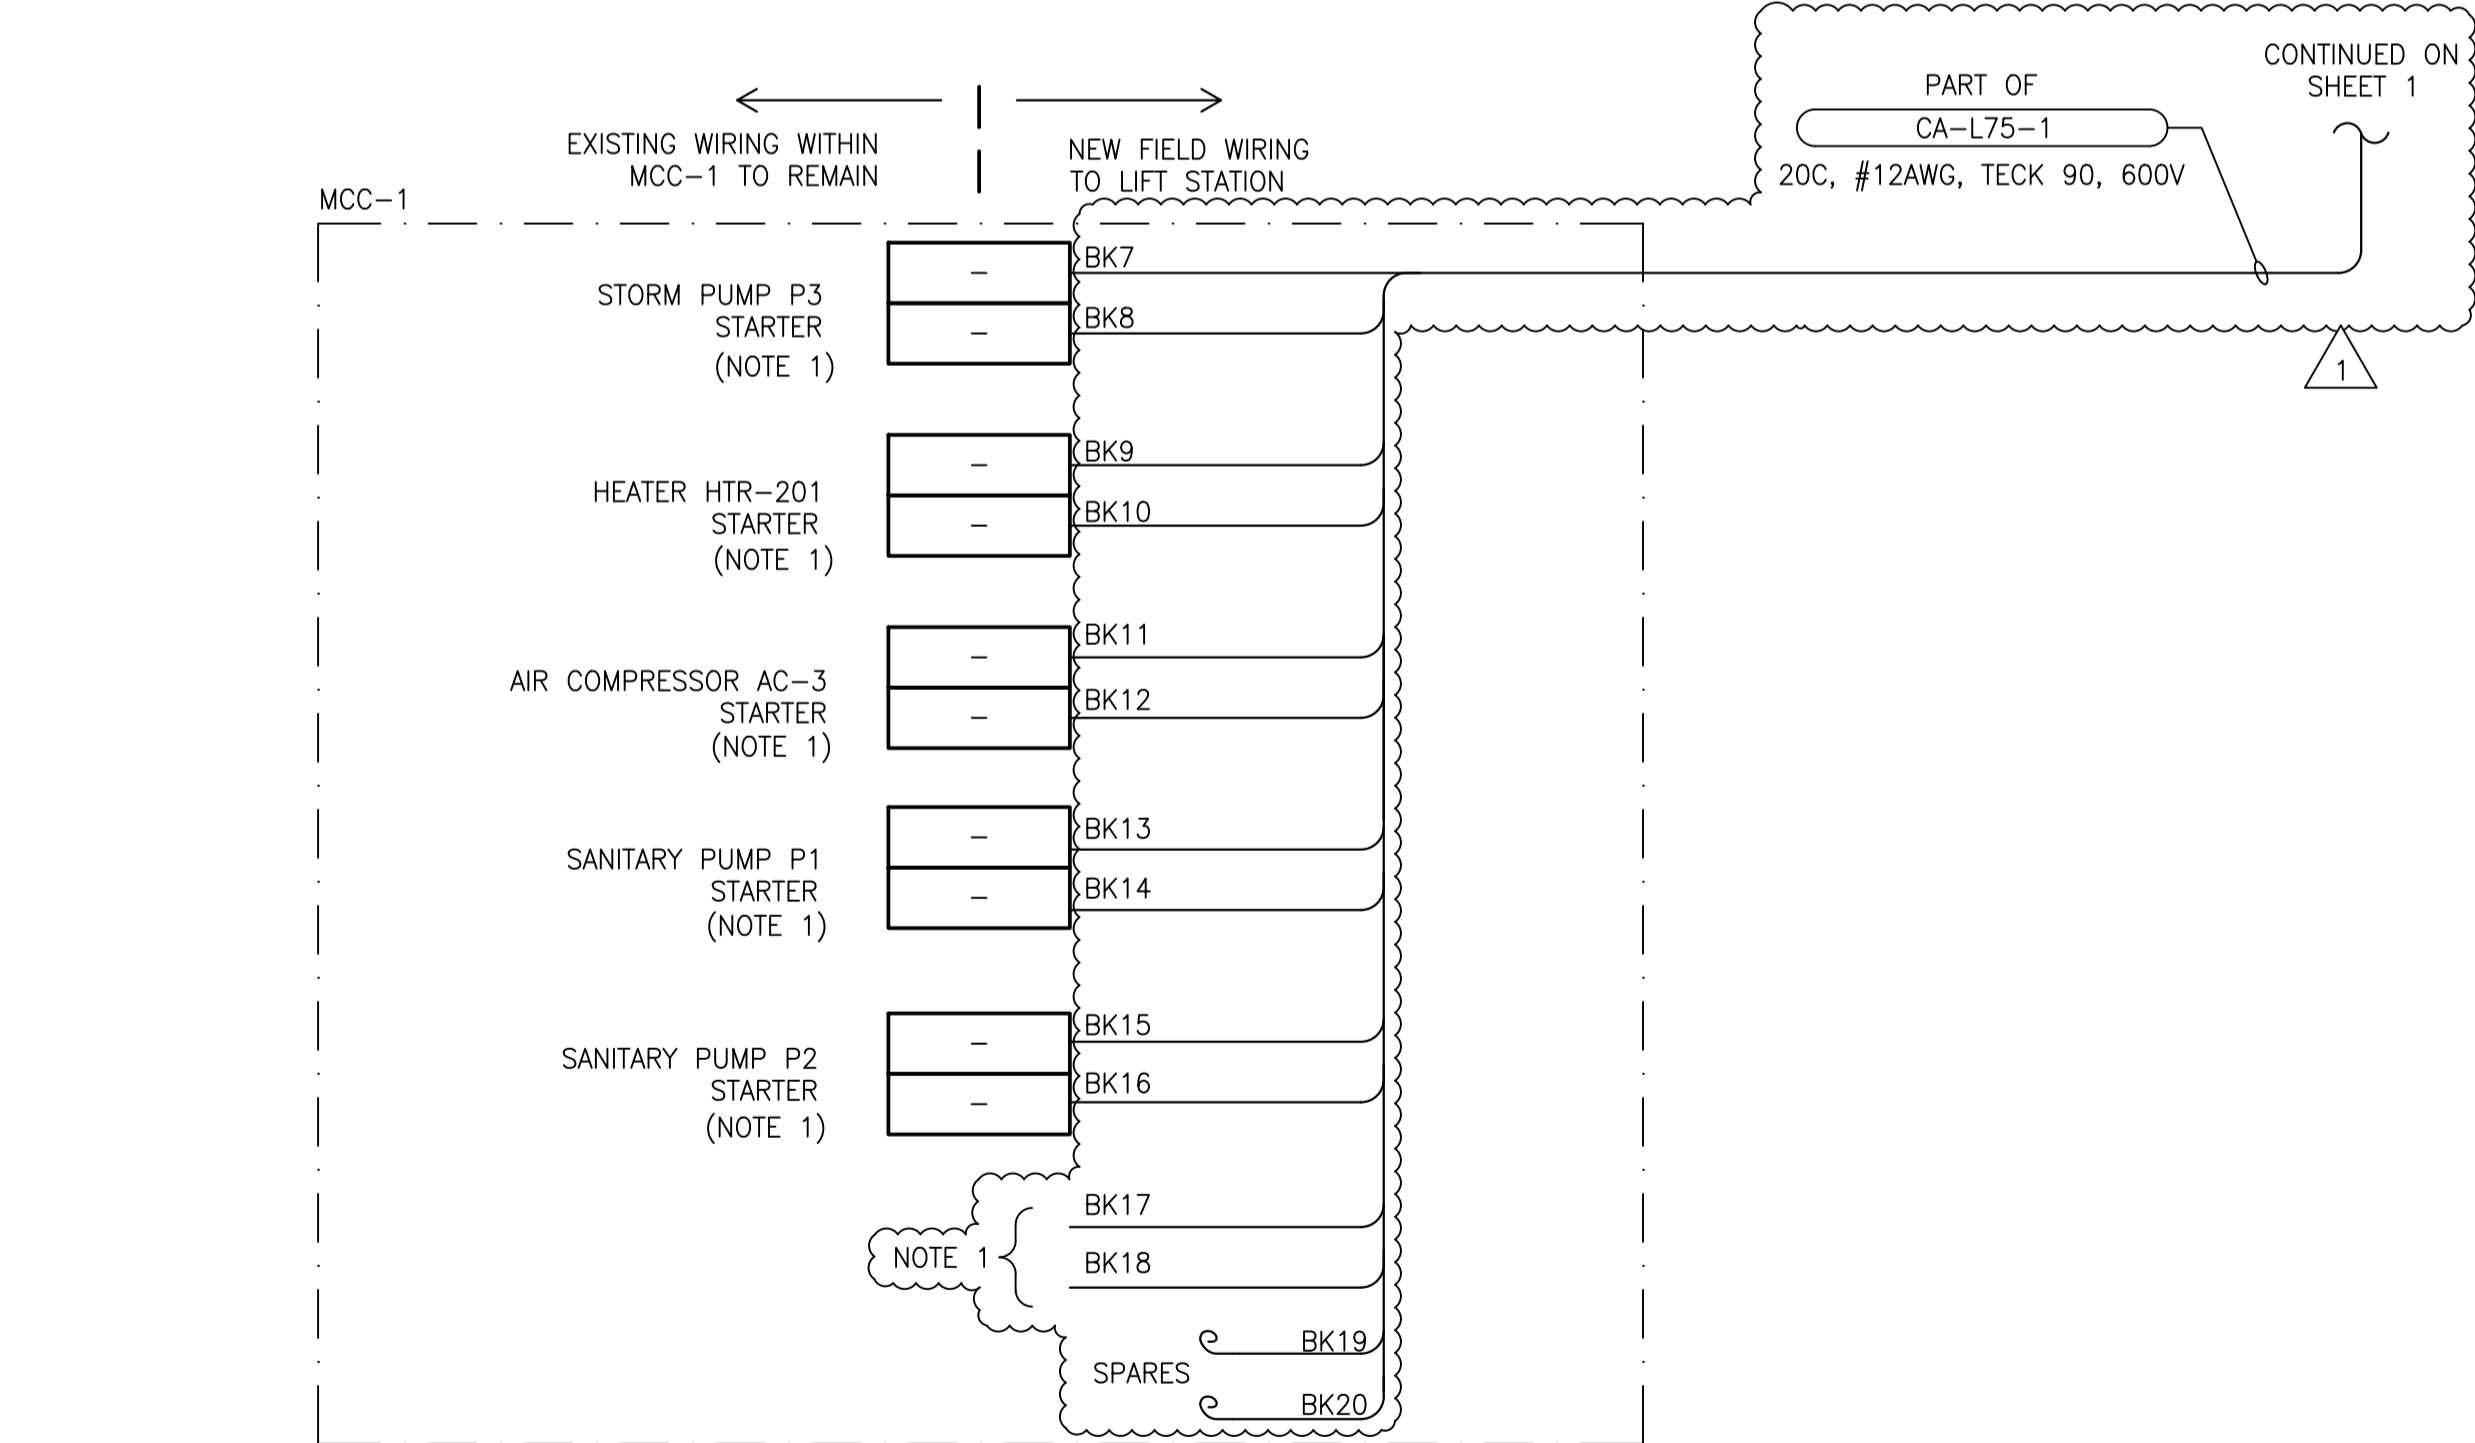 CONTINUED ON
SHEET 1
PART OF
CA-L75-1
20C, #12AWG, TECK 90, 600V
EXISTING WIRING WITHIN
MCC-1 TO REMAIN
NEW FIELD WIRING
TO LIFT STATION
MCC-1
BK7
-
STORM PUMP P3
STARTER
(NOTE 1)
BK8
-
1
BK9
-
HEATER HTR-201
STARTER
(NOTE 1)
BK10
-
BK11
-
AIR COMPRESSOR AC-3
STARTER
(NOTE 1)
BK12
-
BK13
-
SANITARY PUMP P1
STARTER
(NOTE 1)
BK14
-
BK15
-
SANITARY PUMP P2
STARTER
(NOTE 1)
BK16
-
BK17
NOTE 1
BK18
BK19
SPARES
BK20